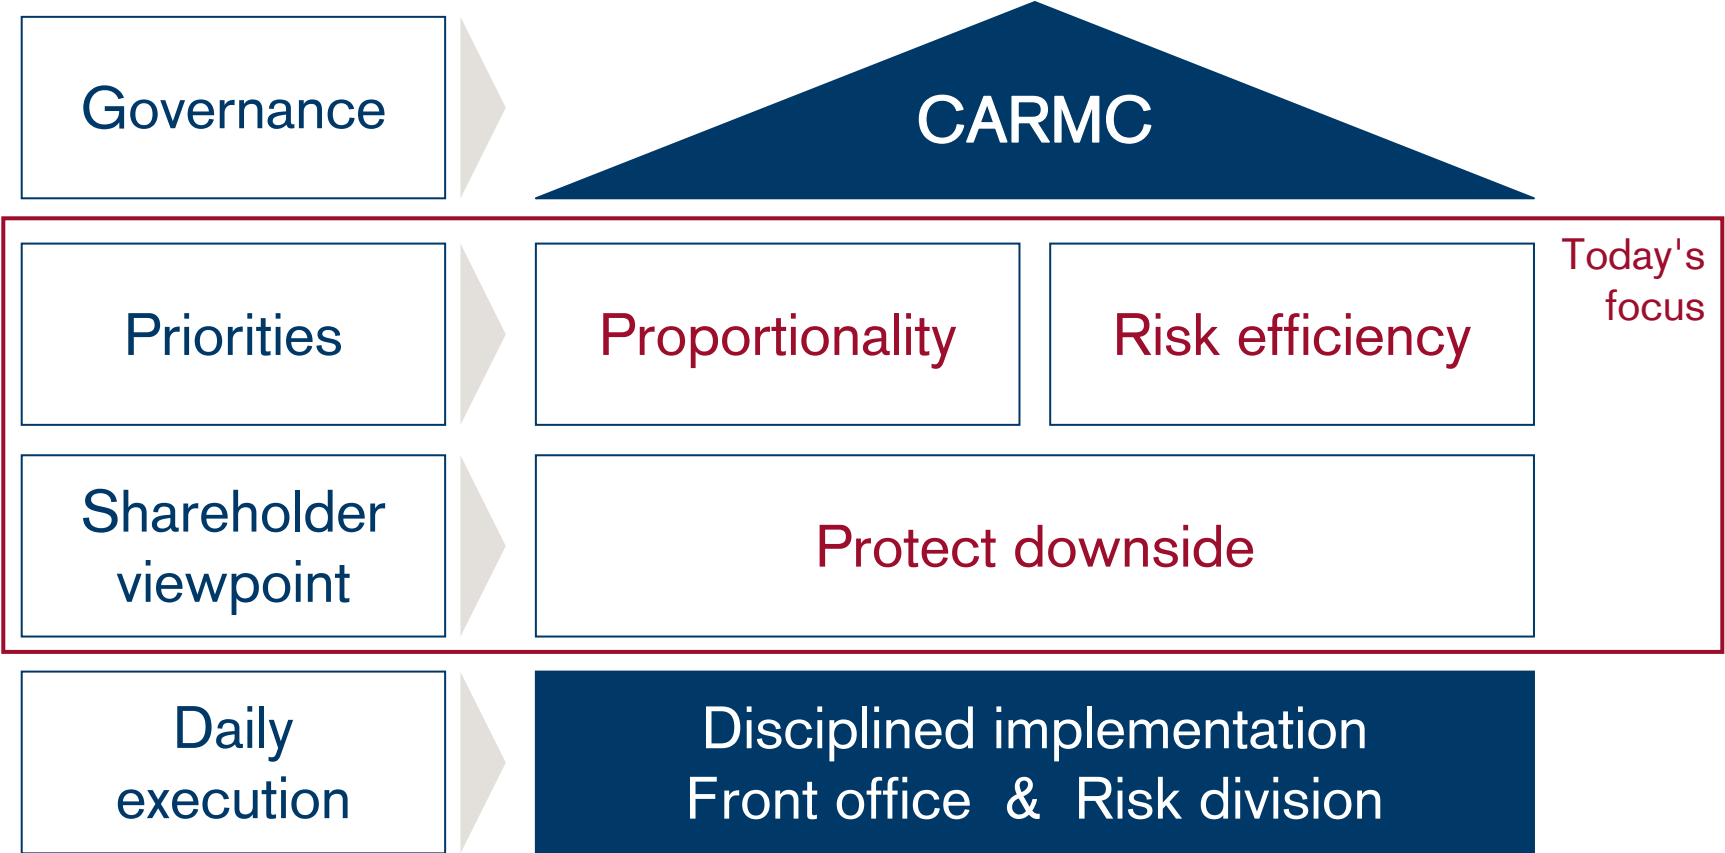 Governance
CARMC
Today's
focus
Priorities
Proportionality
Risk efficiency
Shareholder
viewpoint
Protect downside
Daily
execution
Disciplined implementation
Front office & Risk division